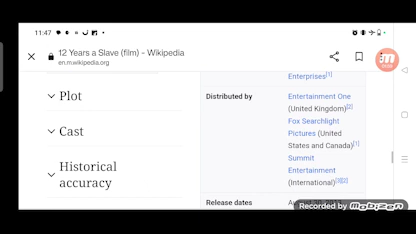 11:47
12 Years a Slave (film) - Wikipedia
en.m.wikipedia.org
Plot
Cast
Historical
accuracy
Enterprises[1]
Distributed by
Entertainment One
(United Kingdom)[2]
Fox Searchlight
Pictures (United
States and Canada)[1]
Summit
Entertainment
(International)[3][2]
Release dates
Recorded by Mobizen